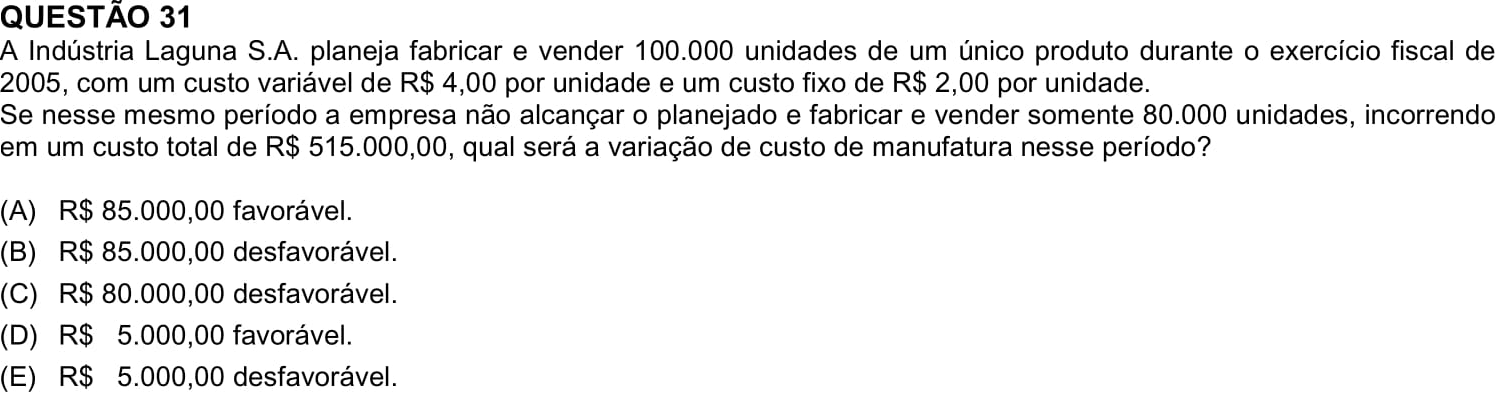 QUESTÃO 31
A Indústria Laguna S.A. planeja fabricar e vender 100.000 unidades de um único produto durante o exercício fiscal de
2005, com um custo variável de R$ 4,00 por unidade e um custo fixo de R$ 2,00 por unidade.
Se nesse mesmo período a empresa não alcançar o planejado e fabricar e vender somente 80.000 unidades, incorrendo
em um custo total de R$ 515.000,00, qual será a variação de custo de manufatura nesse período?
(A) R$ 85.000,00 favorável.
(B) R$ 85.000,00 desfavorável.
(C) R$ 80.000,00 desfavorável.
(D) R$ 5.000,00 favorável.
(E) R$ 5.000,00 desfavorável.